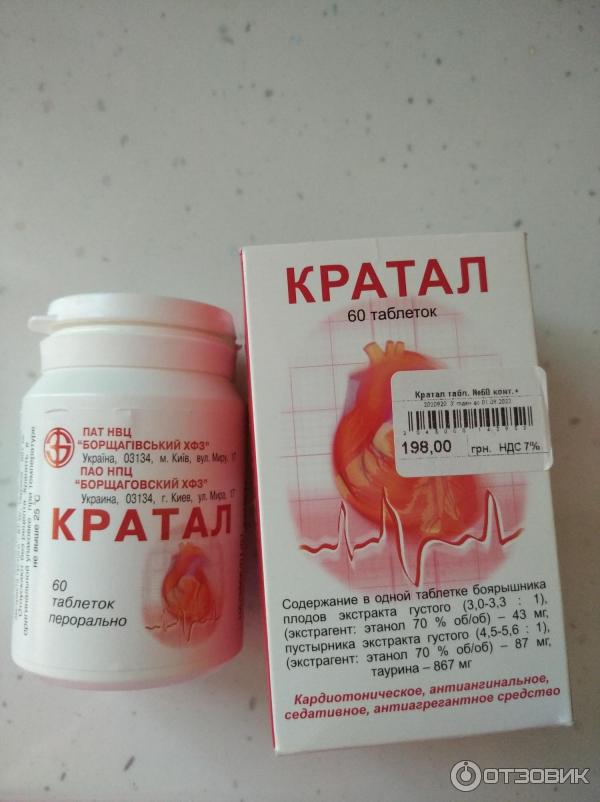 КРАТАЛ
60 таблеток
Кратал табл. №60 конт.*
198,00 грн. НДС 7%
Содержание в одной таблетке боярышника
плодов экстракта густого (3,0-3,3 : 1),
(экстрагент: этанол 70 % об/об) – 43 мг,
пустырника экстракта густого (4,5-5,6 : 1),
(экстрагент: этанол 70 % об/об) – 87 мг,
таурина – 867 мг
Кардиотоническое, антиангинальное,
седативное, антиагрегантное средство
ПАТ НВЦ
"БОРЩАГІВСЬКИЙ ХФЗ"
Україна, 03134, м. Київ, вул. Миру, 17
ПАО НПЦ
"БОРЩАГОВСКИЙ ХФЗ"
Украина, 03134, г. Киев, ул. Мира, 17
КРАТАЛ
60
таблеток
перорально
не выше 25 °С
ОТЗОВИК